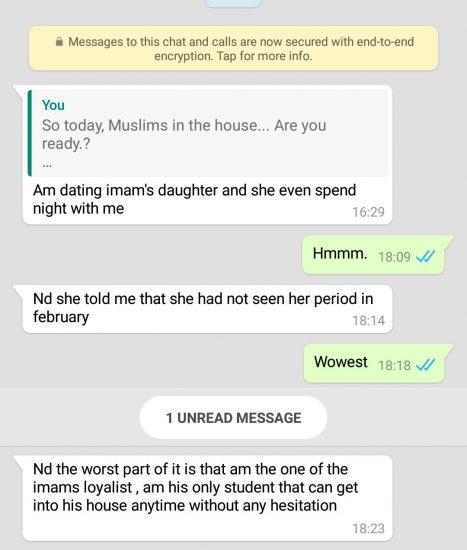 Messages to this chat and calls are now secured with end-to-end
encryption. Tap for more info.
You
So today, Muslims in the house... Are you
ready.?
...
Am dating imam's daughter and she even spend
night with me
16:29
Hmmm. 18:09
Nd she told me that she had not seen her period in
february
18:14
Wowest 18:18
1 UNREAD MESSAGE
Nd the worst part of it is that am the one of the
imams loyalist , am his only student that can get
into his house anytime without any hesitation
18:23